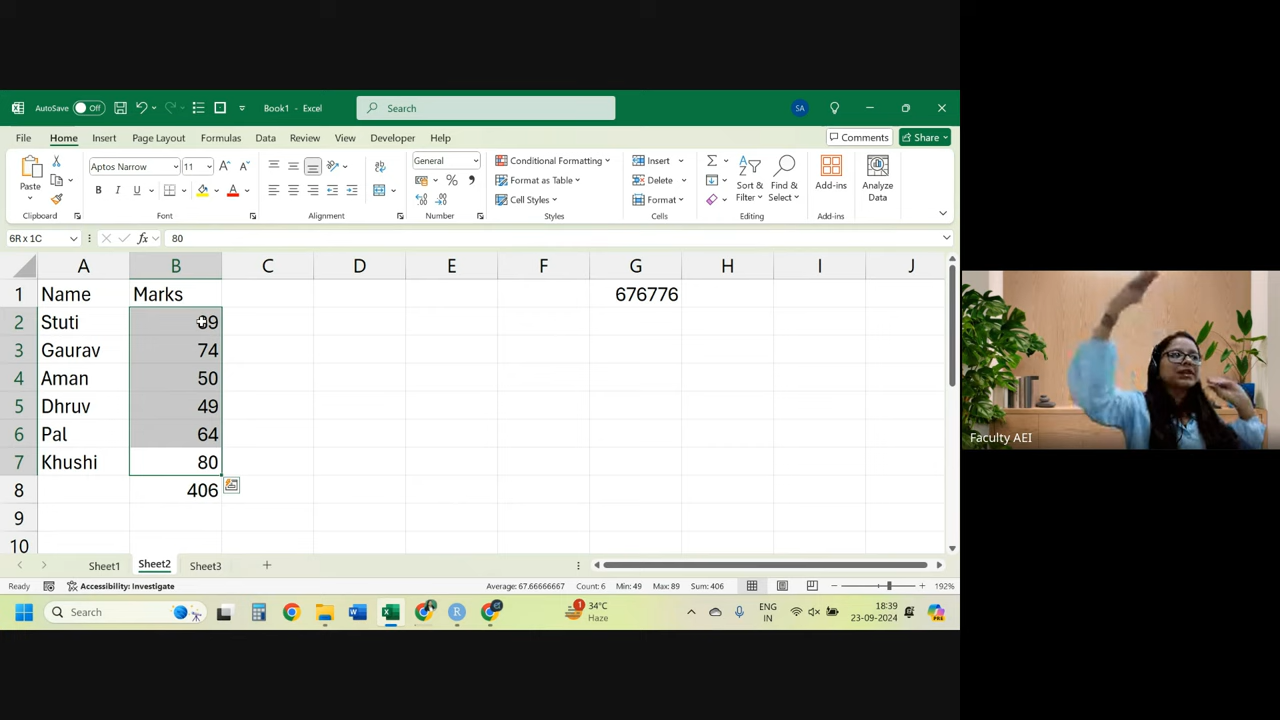 AutoSave Off Book1 - Excel Search SA
File Home Insert Page Layout Formulas Data Review View Developer Help Comments Share
Paste Aptos Narrow 11 General Conditional Formatting Insert Sort & Filter Find & Select Add-ins Analyze Data
B I U Format as Table Delete
Cell Styles Format
Clipboard Font Alignment Number Styles Cells Editing Add-ins
6R x 1C fx 80
A B C D E F G H I J
1 Name Marks 676776
2 Stuti 89
3 Gaurav 74
4 Aman 50
5 Dhruv 49
6 Pal 64
7 Khushi 80
8 406
9
10
Sheet1 Sheet2 Sheet3
Ready Accessibility: Investigate Average: 67.66666667 Count: 6 Min: 49 Max: 89 Sum: 406 192%
Search 1 34°C Haze ENG IN 18:39 23-09-2024 PRE
Faculty AEI